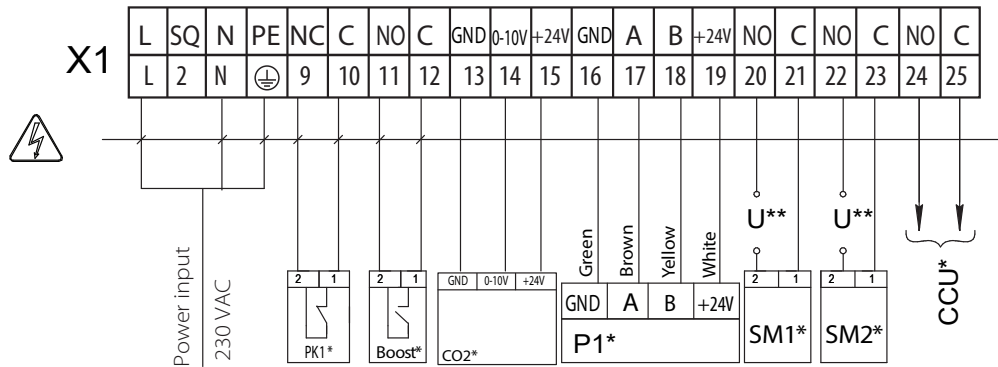 X1
L SQ N PE NC C NO C GND 0-10V +24V GND A B +24V NO C NO C NO C
L 2 N 9 10 11 12 13 14 15 16 17 18 19 20 21 22 23 24 25
Power input
230 VAC
Green
Brown
Yellow
White
U** U**
2 1
PK1*
2 1
Boost*
GND 0-10V +24V
CO2*
GND A B +24V
P1*
2 1
SM1*
2 1
SM2*
CCU*